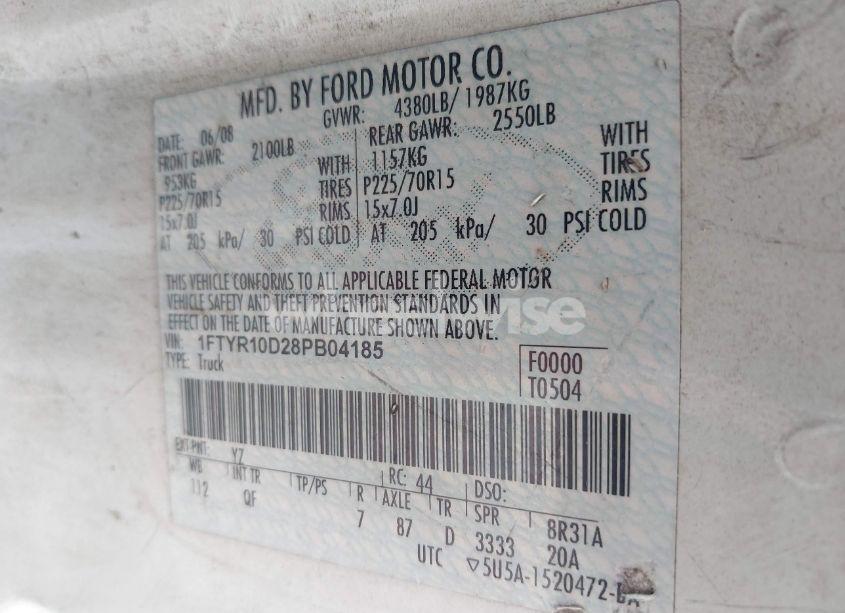 MFD. BY FORD MOTOR CO.
DATE: 06/08 GVWR: 4380LB/ 1987KG
FRONT GAWR: 2100LB REAR GAWR: 2550LB
953KG WITH 1157KG WITH
P225/70R15 TIRES P225/70R15 TIRES
15x7.0J RIMS 15x7.0J RIMS
AT 205 kPa/ 30 PSI COLD AT 205 kPa/ 30 PSI COLD
THIS VEHICLE CONFORMS TO ALL APPLICABLE FEDERAL MOTOR
VEHICLE SAFETY AND THEFT PREVENTION STANDARDS IN
EFFECT ON THE DATE OF MANUFACTURE SHOWN ABOVE.
VIN: 1FTYR10D28PB04185 F0000
TYPE: Truck T0504
EXT PNT: YZ RC: 44 DSO:
WB INT TR TP/PS R AXLE TR SPR 8R31A
112 QF 7 87 D 3333 20A
UTC ▽5U5A-1520472-